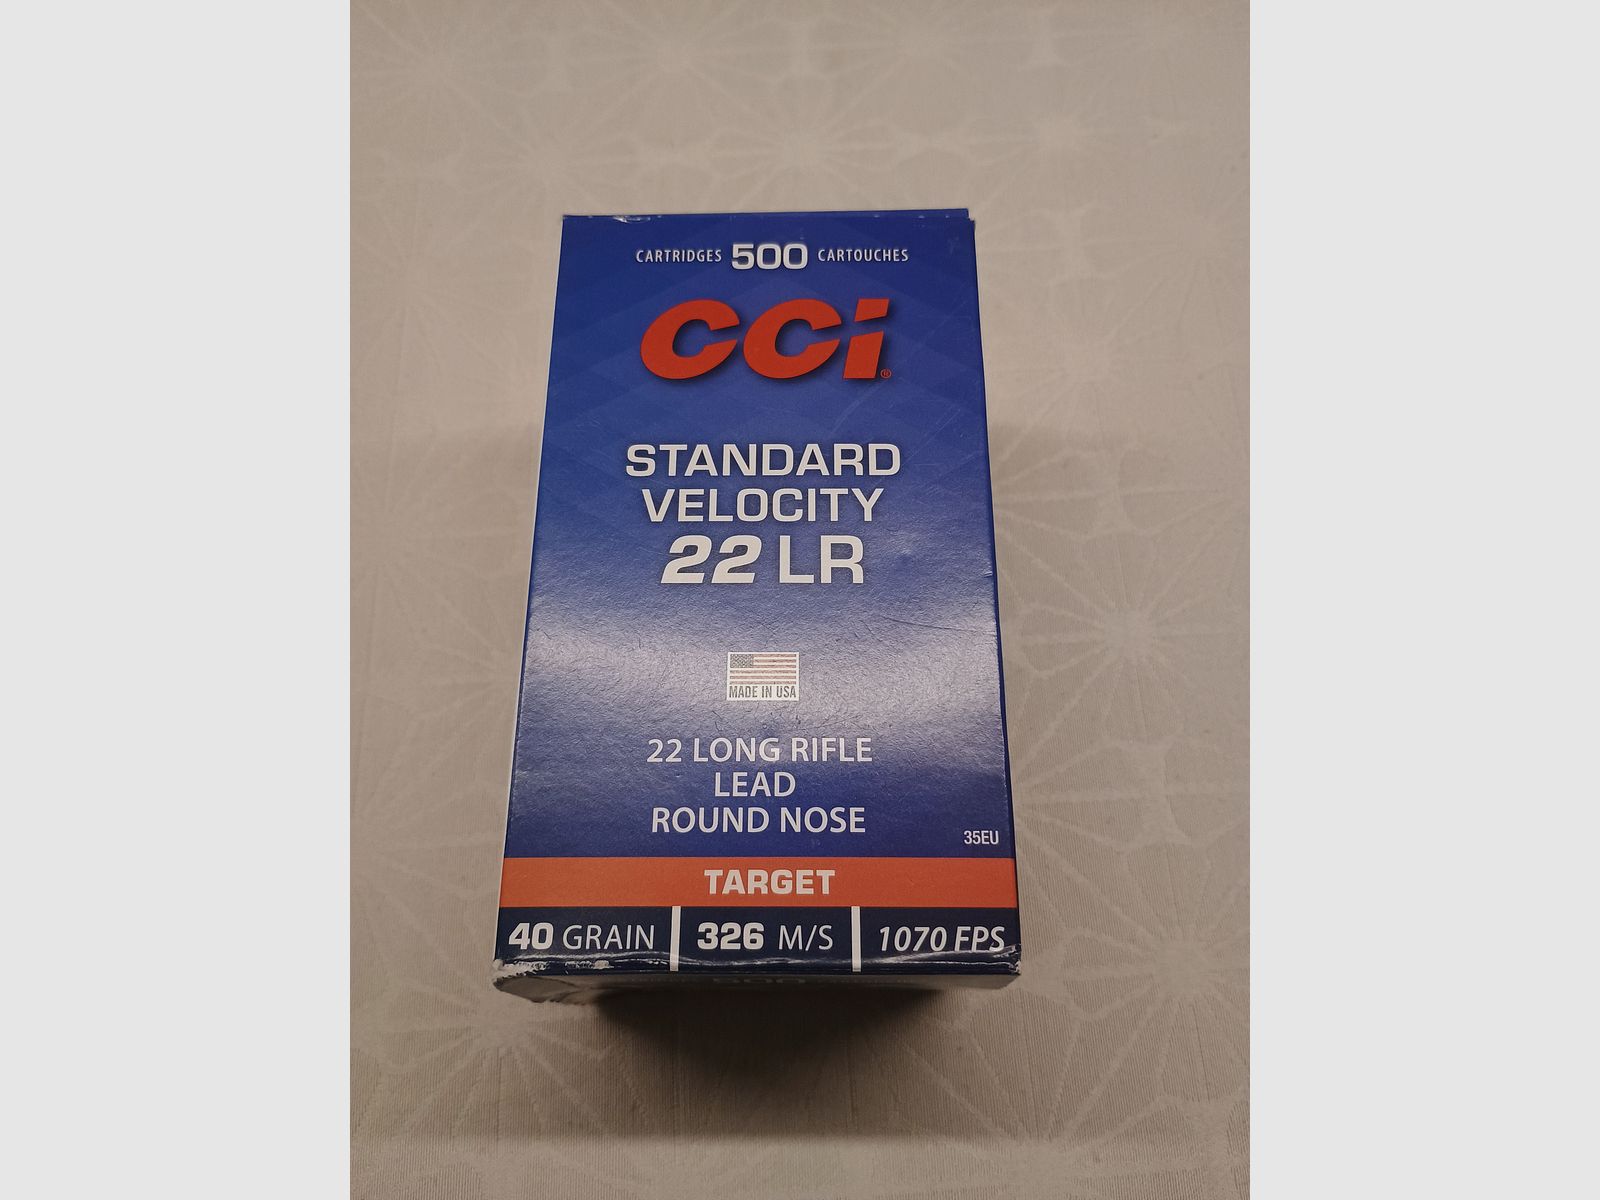 CARTRIDGES 500 CARTOUCHES
CCi®
STANDARD
VELOCITY
22 LR
MADE IN USA
22 LONG RIFLE
LEAD
ROUND NOSE
35EU
TARGET
40 GRAIN 326 M/S 1070 FPS
500